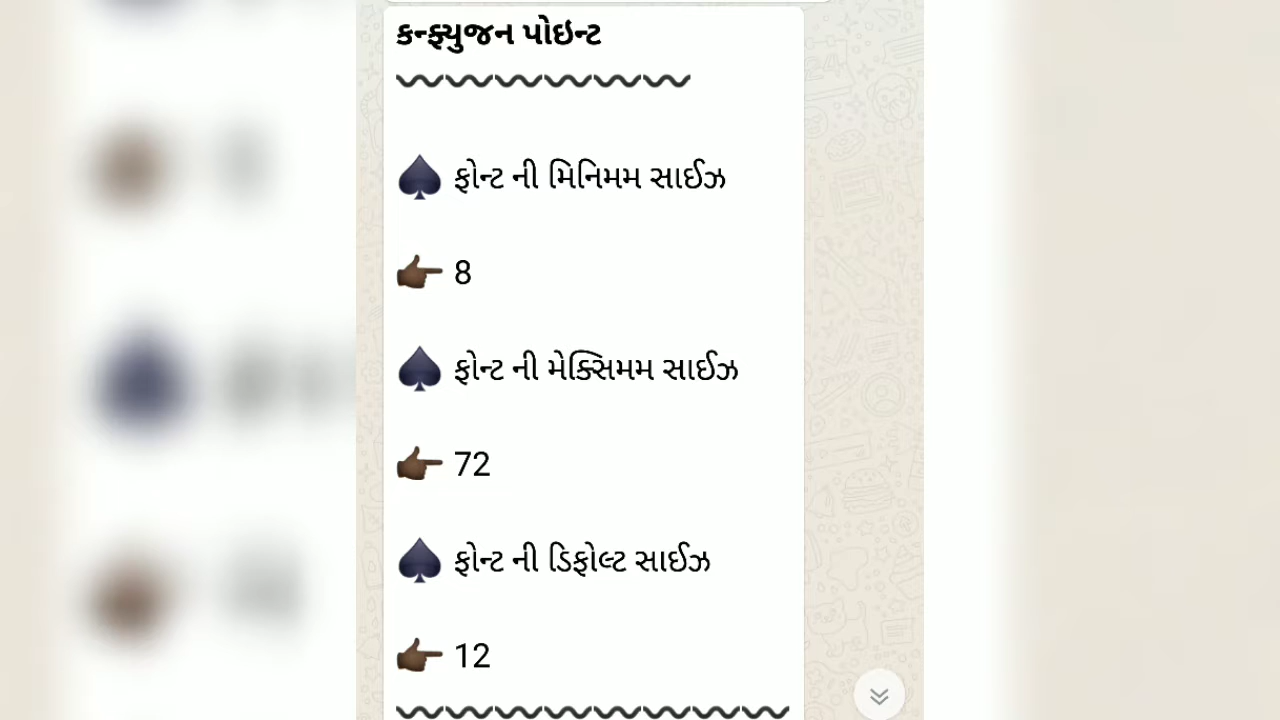 કન્ફ્યુજન પોઇન્ટ
〰〰〰〰〰〰
♠ ફોન્ટ ની મિનિમમ સાઈઝ
👉🏿 8
♠ ફોન્ટ ની મેક્સિમમ સાઈઝ
👉🏿 72
♠ ફોન્ટ ની ડિફોલ્ટ સાઈઝ
👉🏿 12
〰〰〰〰〰〰〰〰